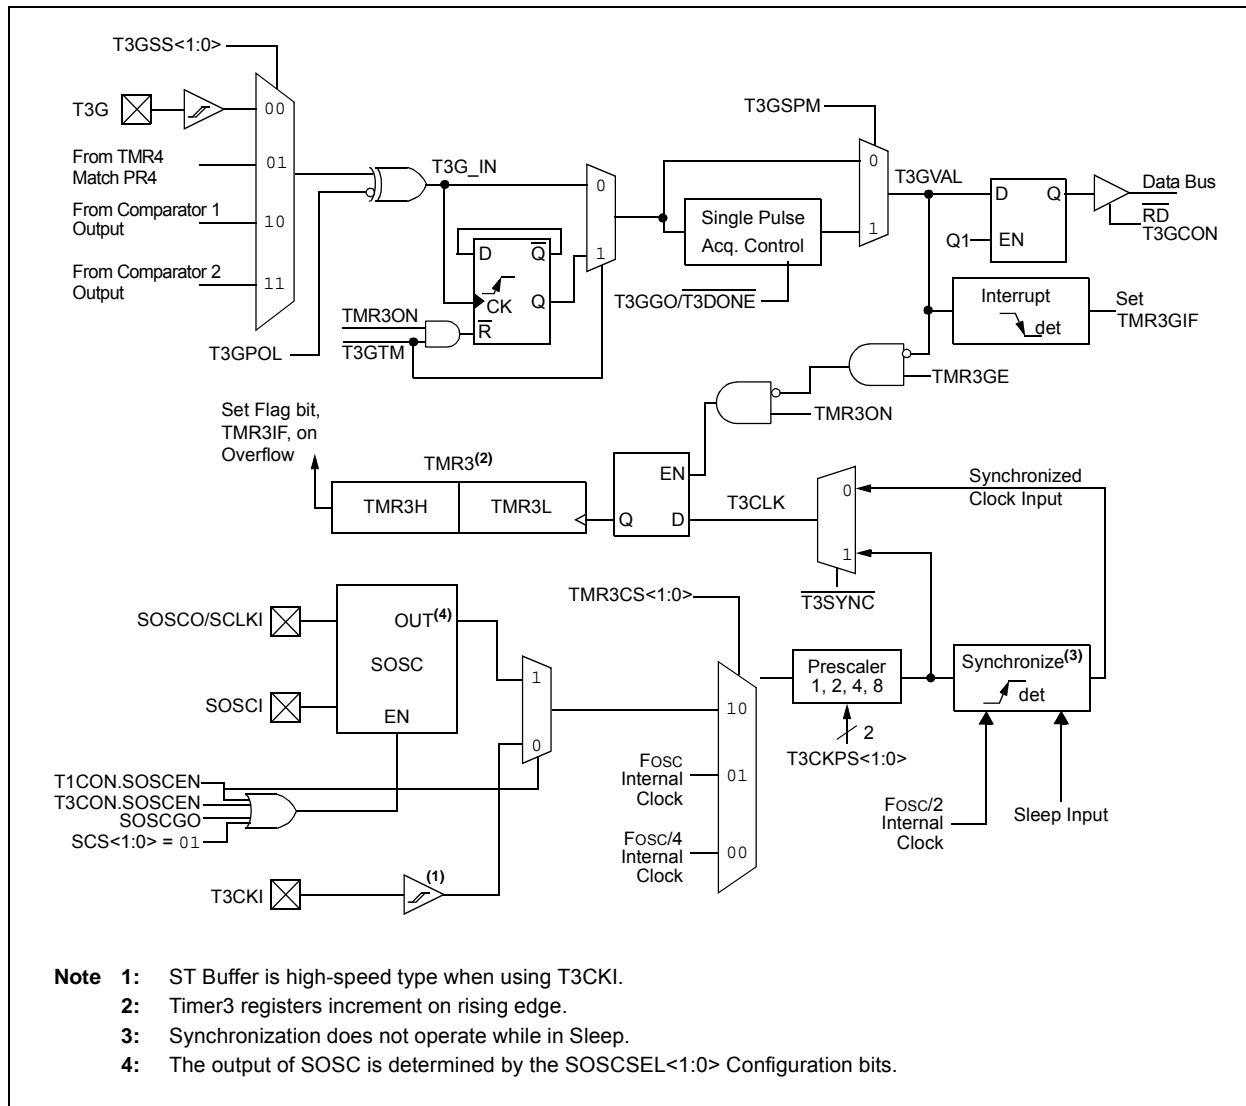 T3GSS<1:0>
T3G
00
From TMR4
Match PR4
01
From Comparator 1
Output
10
From Comparator 2
Output
11
T3GPOL
T3G_IN
0
1
D
Q
CK
Q
R
TMR3ON
T3GTM
Single Pulse
Acq. Control
T3GGO/T3DONE
T3GSPM
0
1
T3GVAL
D
Q
Q1
EN
Data Bus
RD
T3GCON
Interrupt
det
Set
TMR3GIF
TMR3GE
TMR3ON
Set Flag bit,
TMR3IF, on
Overflow
TMR3(2)
TMR3H
TMR3L
EN
Q
D
T3CLK
0
1
Synchronized
Clock Input
T3SYNC
SOSCO/SCLKI
OUT(4)
SOSC
SOSCI
EN
1
0
T1CON.SOSCEN
T3CON.SOSCEN
SOSCGO
SCS<1:0> = 01
T3CKI
(1)
TMR3CS<1:0>
10
FOSC
Internal
Clock
01
FOSC/4
Internal
Clock
00
Prescaler
1, 2, 4, 8
2
T3CKPS<1:0>
Synchronize(3)
det
FOSC/2
Internal
Clock
Sleep Input
Note 1: ST Buffer is high-speed type when using T3CKI.
2: Timer3 registers increment on rising edge.
3: Synchronization does not operate while in Sleep.
4: The output of SOSC is determined by the SOSCSEL<1:0> Configuration bits.